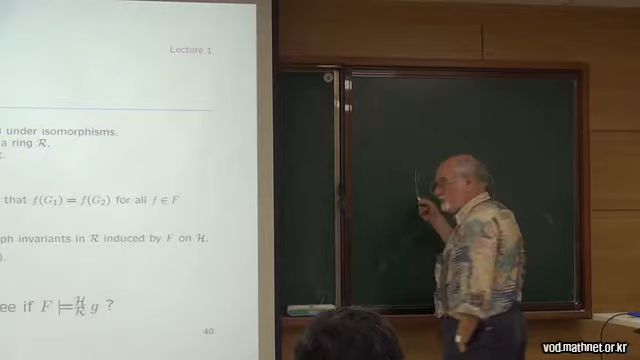 Lecture 1
under isomorphisms.
a ring ℛ.
that f(G₁) = f(G₂) for all f ∈ F
ph invariants in ℛ induced by F on ℋ.
).
ee if F ⊨ ℋ ℛ g ?
40
vod.mathnet.or.kr